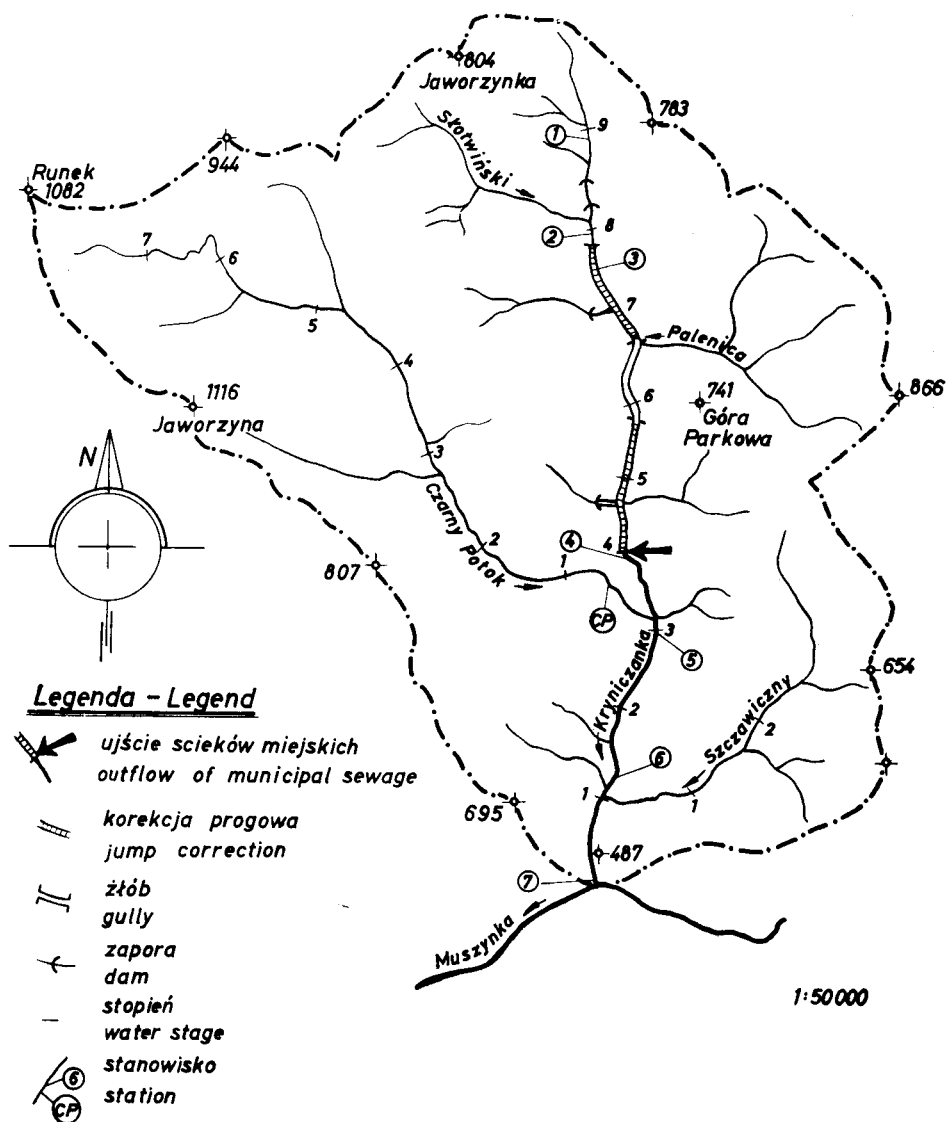 804
Jaworzynka
783
944
Runek
1082
Słotwiński
1
9
2
8
3
7
7
6
5
4
Palenica
6
741
Góra
Parkowa
866
1116
Jaworzyna
3
5
N
Czarny Potok
2
1
4
4
807
CP
3
5
Kryniczanka
2
654
Szczawiczny
2
6
1
1
695
487
7
Muszynka
1:50000
Legenda - Legend
ujście scieków miejskich
outflow of municipal sewage
korekcja progowa
jump correction
żłób
gully
zapora
dam
stopień
water stage
6
stanowisko
CP
station